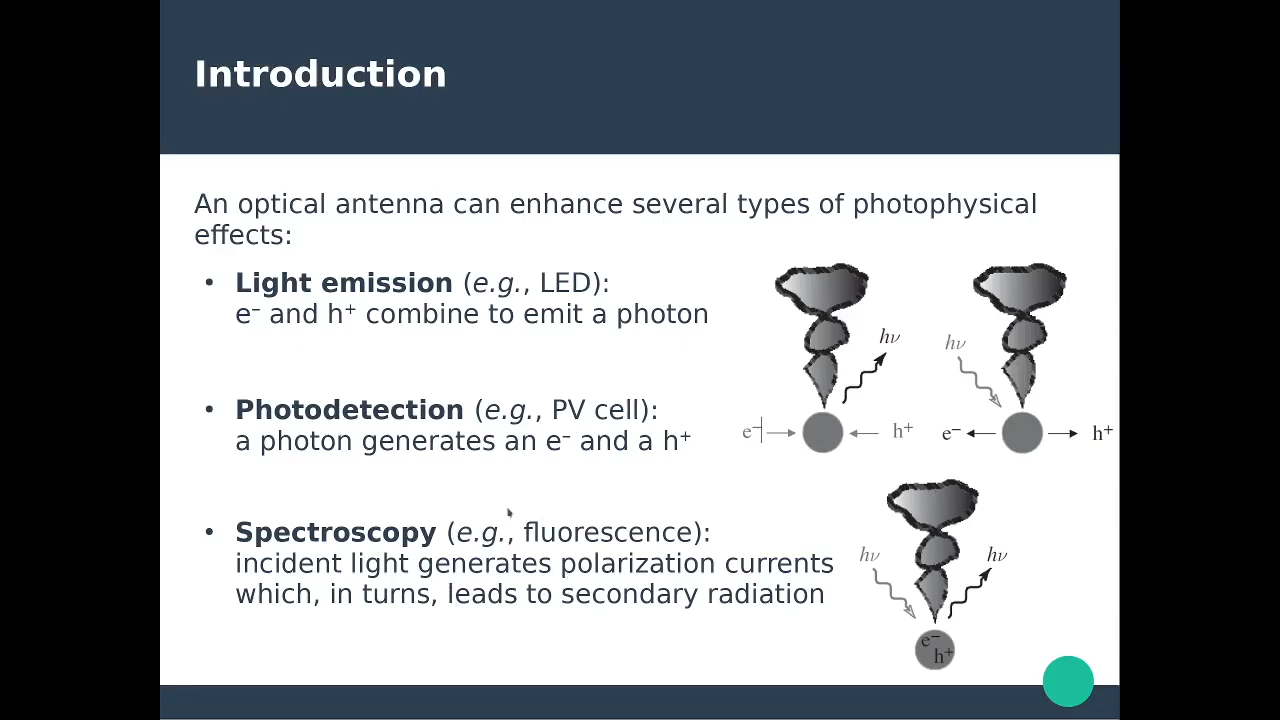 Introduction
An optical antenna can enhance several types of photophysical
effects:
• Light emission (e.g., LED):
e⁻ and h⁺ combine to emit a photon
• Photodetection (e.g., PV cell):
a photon generates an e⁻ and a h⁺
• Spectroscopy (e.g., fluorescence):
incident light generates polarization currents
which, in turns, leads to secondary radiation
hν
e⁻
h⁺
hν
e⁻
h⁺
hν
hν
e⁻
h⁺